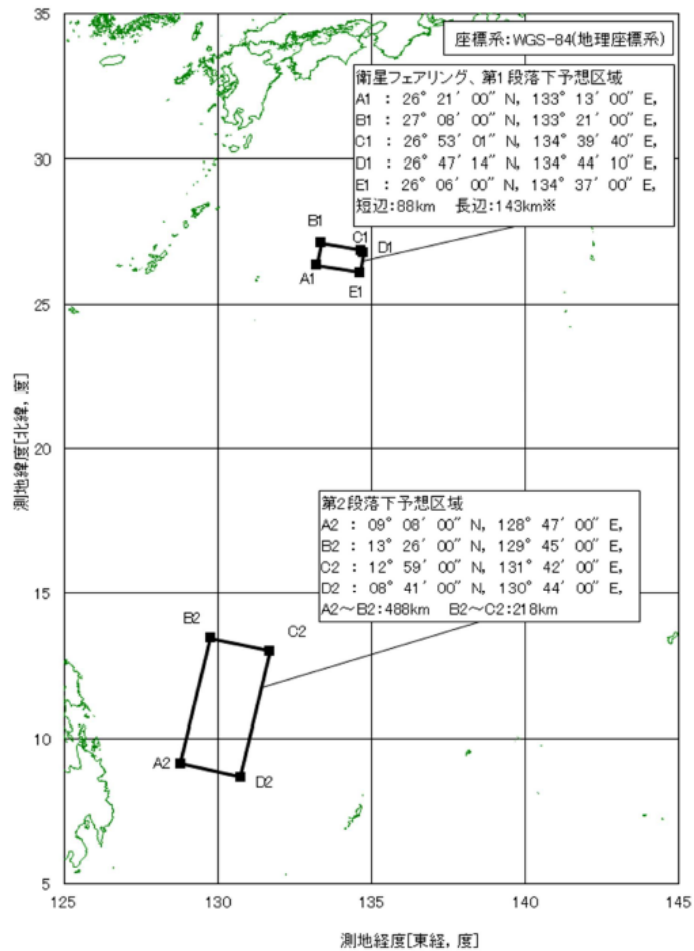 35
座標系:WGS-84(地理座標系)
衛星フェアリング、第1段落下予想区域
A1 : 26° 21′ 00″ N, 133° 13′ 00″ E,
B1 : 27° 08′ 00″ N, 133° 21′ 00″ E,
C1 : 26° 53′ 01″ N, 134° 39′ 40″ E,
D1 : 26° 47′ 14″ N, 134° 44′ 10″ E,
E1 : 26° 06′ 00″ N, 134° 37′ 00″ E,
短辺:88km 長辺:143km※
30
B1
C1
D1
A1
E1
25
測地緯度[北緯, 度]
20
第2段落下予想区域
A2 : 09° 08′ 00″ N, 128° 47′ 00″ E,
B2 : 13° 26′ 00″ N, 129° 45′ 00″ E,
C2 : 12° 59′ 00″ N, 131° 42′ 00″ E,
D2 : 08° 41′ 00″ N, 130° 44′ 00″ E,
A2～B2:488km B2～C2:218km
15
B2
C2
10
A2
D2
5
125 130 135 140 145
測地経度[東経, 度]